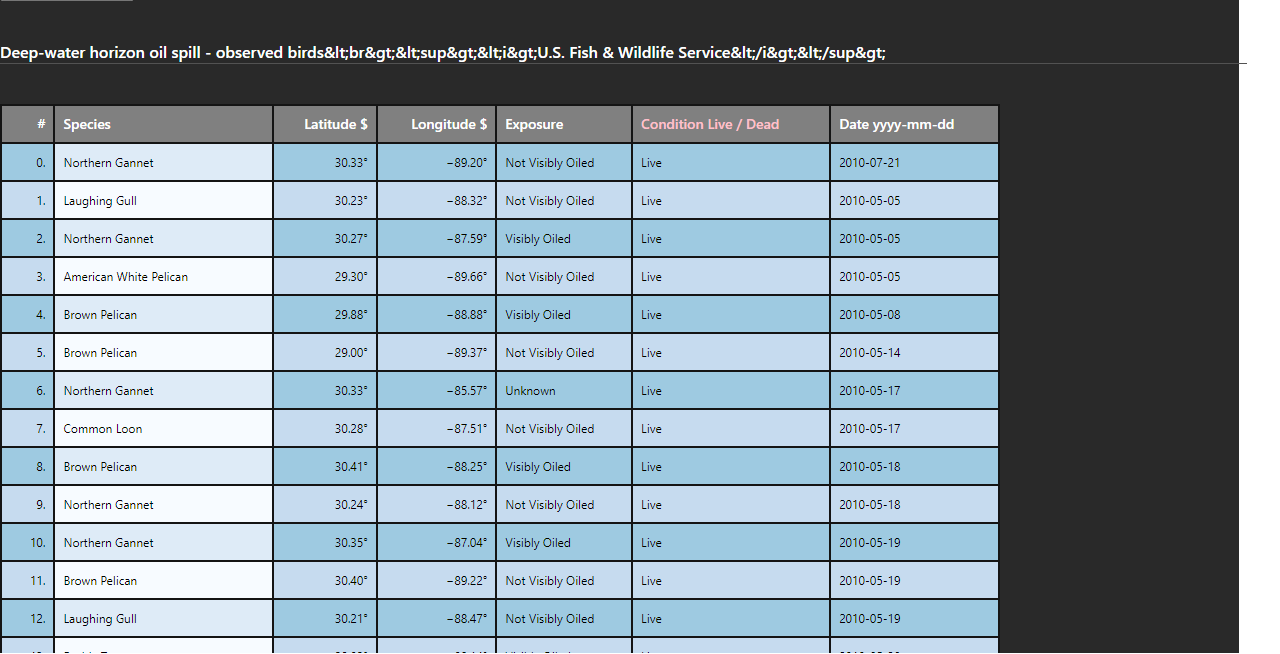 Deep-water horizon oil spill - observed birds&lt;br&gt;&lt;sup&gt;&lt;i&gt;U.S. Fish & Wildlife Service&lt;/i&gt;&lt;/sup&gt;
# Species Latitude $ Longitude $ Exposure Condition Live / Dead Date yyyy-mm-dd
0. Northern Gannet 30.33° −89.20° Not Visibly Oiled Live 2010-07-21
1. Laughing Gull 30.23° −88.32° Not Visibly Oiled Live 2010-05-05
2. Northern Gannet 30.27° −87.59° Visibly Oiled Live 2010-05-05
3. American White Pelican 29.30° −89.66° Not Visibly Oiled Live 2010-05-05
4. Brown Pelican 29.88° −88.88° Visibly Oiled Live 2010-05-08
5. Brown Pelican 29.00° −89.37° Not Visibly Oiled Live 2010-05-14
6. Northern Gannet 30.33° −85.57° Unknown Live 2010-05-17
7. Common Loon 30.28° −87.51° Not Visibly Oiled Live 2010-05-17
8. Brown Pelican 30.41° −88.25° Visibly Oiled Live 2010-05-18
9. Northern Gannet 30.24° −88.12° Not Visibly Oiled Live 2010-05-18
10. Northern Gannet 30.35° −87.04° Visibly Oiled Live 2010-05-19
11. Brown Pelican 30.40° −89.22° Not Visibly Oiled Live 2010-05-19
12. Laughing Gull 30.21° −88.47° Not Visibly Oiled Live 2010-05-19